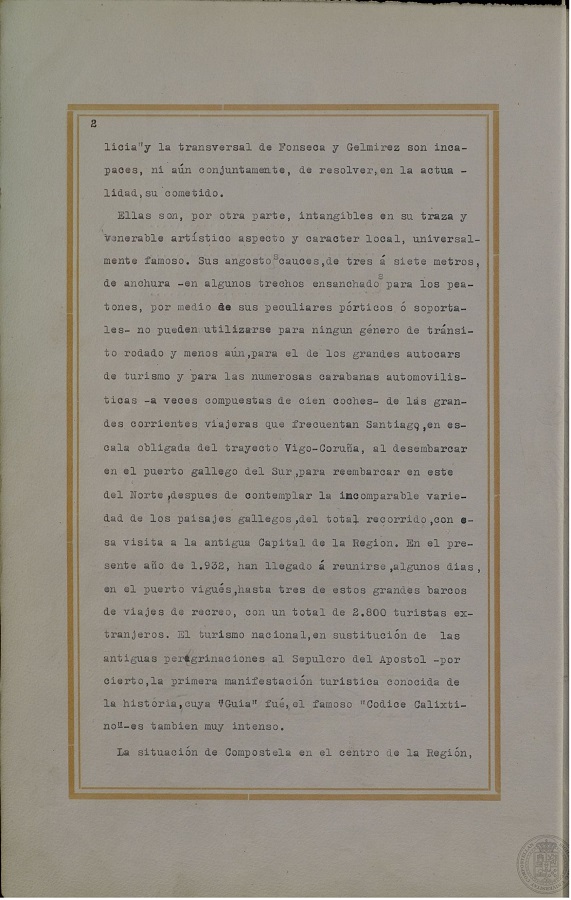 2
licia"y la transversal de Fonseca y Gelmirez son inca-
paces, ni aún conjuntamente, de resolver,en la actua -
lidad,su cometido.
Ellas son, por otra parte, intangibles en su traza y
venerable artístico aspecto y caracter local, universal-
mente famoso. Sus angostos cauces,de tres á siete metros,
de anchura -en algunos trechos ensanchados para los pea-
tones, por medio de sus peculiares pórticos ó soporta-
les- no pueden utilizarse para ningun género de tránsi-
to rodado y menos aún,para el de los grandes autocars
de turismo y para las numerosas carabanas automovilis-
ticas -a veces compuestas de cien coches- de las gran-
des corrientes viajeras que frecuentan Santiago,en es-
cala obligada del trayecto Vigo-Coruña, al desembarcar
en el puerto gallego del Sur,para reembarcar en este
del Norte,despues de contemplar la incomparable varie-
dad de los paisajes gallegos,del total recorrido,con e-
sa visita a la antigua Capital de la Region. En el pre-
sente año de 1.932, han llegado á reunirse,algunos dias,
en el puerto vigués,hasta tres de estos grandes barcos
de viajes de recreo, con un total de 2.800 turistas ex-
tranjeros. El turismo nacional,en sustitución de las
antiguas peregrinaciones al Sepulcro del Apostol -por
cierto,la primera manifestación turistica conocida de
la história,cuya "Guia" fué,el famoso "Codice Calixti-
no"-es tambien muy intenso.
La situación de Compostela en el centro de la Región,